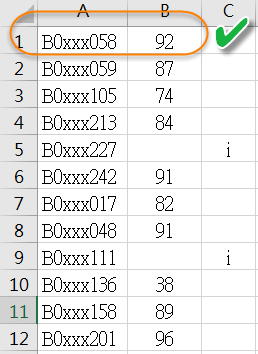 A B C
1 B0xxx058 92
2 B0xxx059 87
3 B0xxx105 74
4 B0xxx213 84
5 B0xxx227 i
6 B0xxx242 91
7 B0xxx017 82
8 B0xxx048 91
9 B0xxx111 i
10 B0xxx136 38
11 B0xxx158 89
12 B0xxx201 96